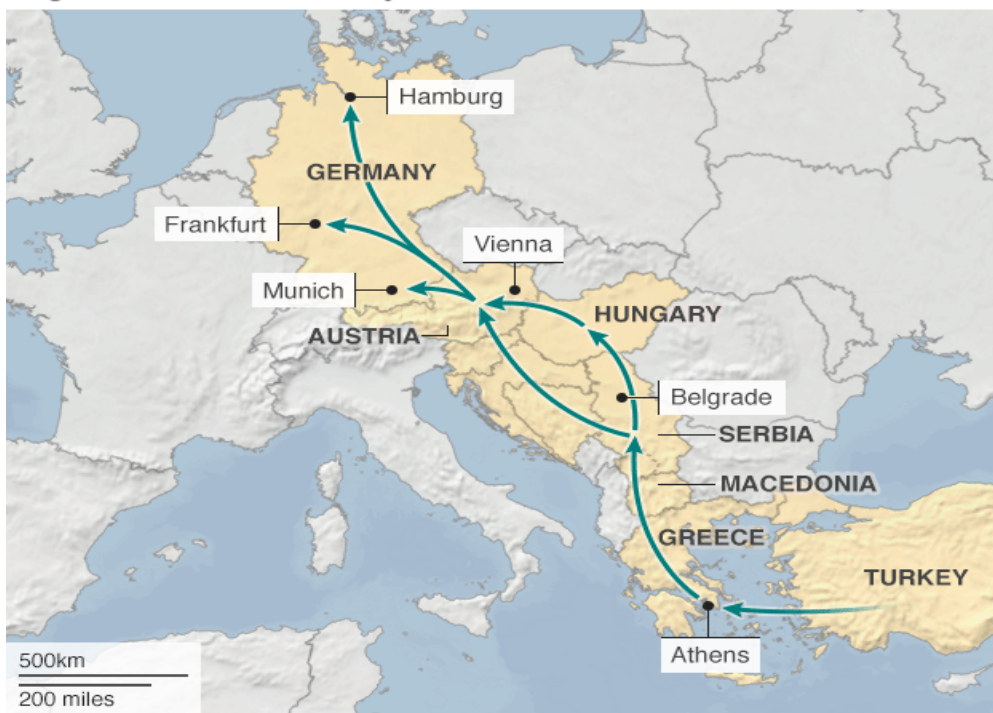 Hamburg
GERMANY
Frankfurt
Vienna
Munich
HUNGARY
AUSTRIA
Belgrade
SERBIA
MACEDONIA
GREECE
TURKEY
Athens
500km
200 miles